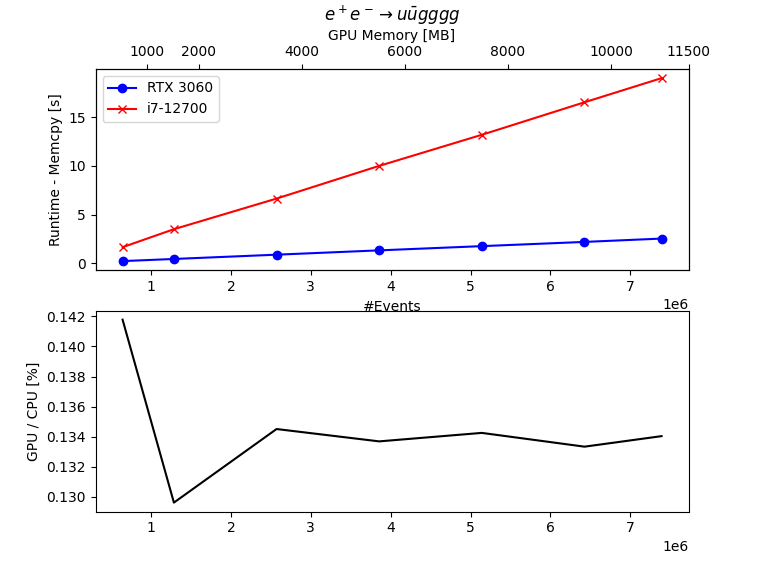 e⁺e⁻ → uūgggg
GPU Memory [MB]
1000 2000 4000 6000 8000 10000 11500
Runtime - Memcpy [s]
RTX 3060
i7-12700
15
10
5
0
1 2 3 4 5 6 7
#Events
1e6
GPU / CPU [%]
0.142
0.140
0.138
0.136
0.134
0.132
0.130
1 2 3 4 5 6 7
1e6